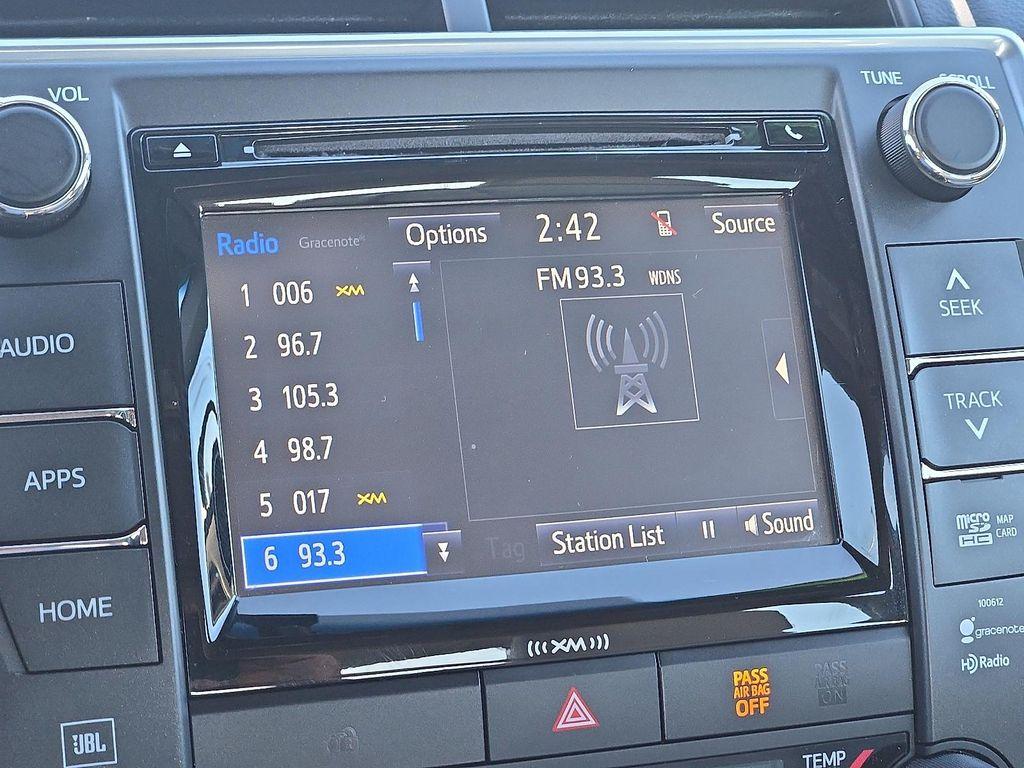 VOL
TUNE
SCROLL
Radio
Gracenote®
Options
2:42
Source
1 006 XM
2 96.7
3 105.3
4 98.7
5 017 XM
6 93.3
FM 93.3 WDNS
Tag
Station List
Sound
AUDIO
APPS
HOME
JBL
SEEK
TRACK
micro
SD
HC
MAP
CARD
100612
gracenote
HD Radio
((( XM )))
PASS
AIR BAG
OFF
PASS
AIR BAG
ON
TEMP